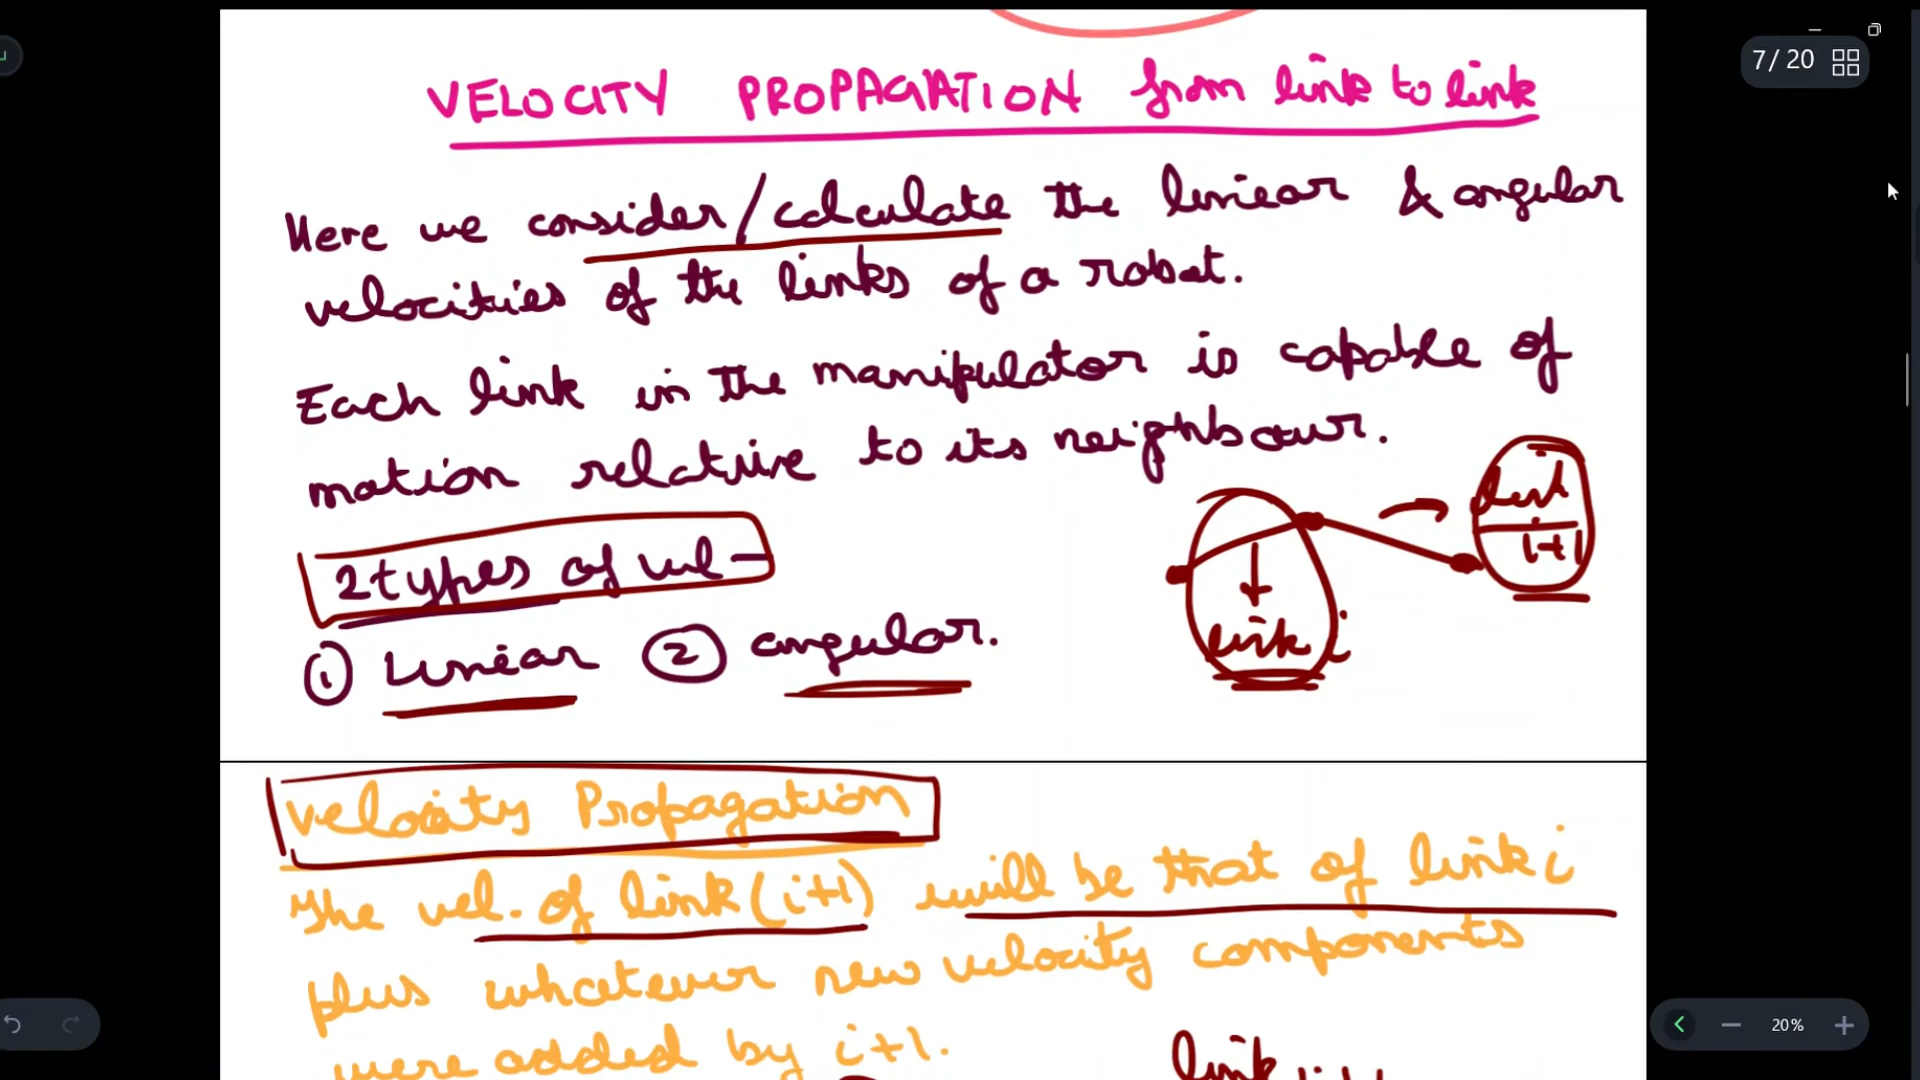 7/20
VELOCITY PROPAGATION from link to link
Here we consider/calculate the linear & angular
velocities of the links of a robot.
Each link in the manipulator is capable of
motion relative to its neighbour.
link
i+1
2 types of vel -
link i
① Linear ② angular.
Velocity Propagation
The vel. of link (i+1) will be that of link i
plus whatever new velocity components
were added by i+1.
link
20%